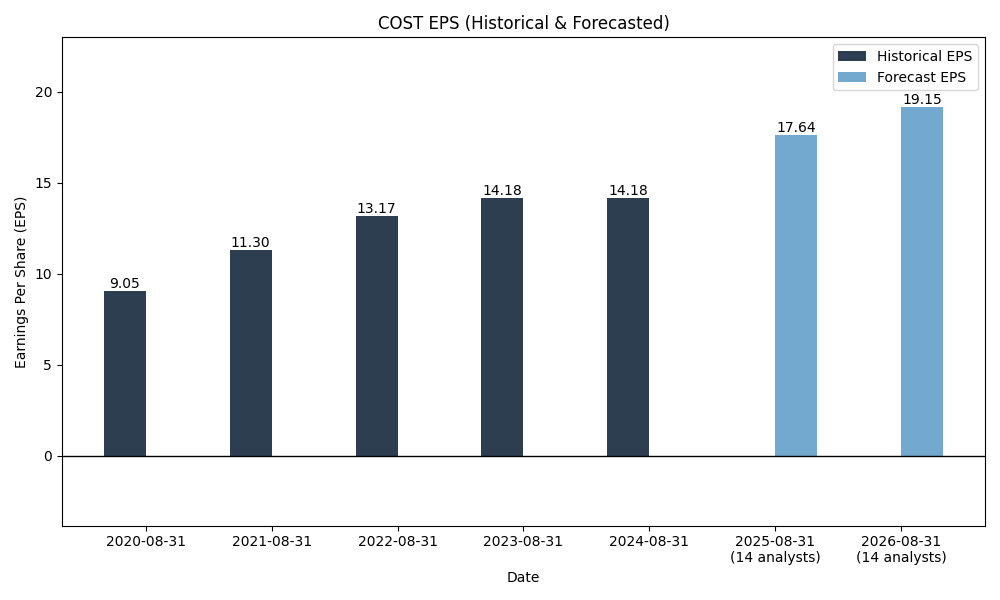 COST EPS (Historical & Forecasted)
Historical EPS
Forecast EPS
Earnings Per Share (EPS)
20
15
10
5
0
9.05
11.30
13.17
14.18
14.18
17.64
19.15
2020-08-31
2021-08-31
2022-08-31
2023-08-31
2024-08-31
2025-08-31
(14 analysts)
2026-08-31
(14 analysts)
Date